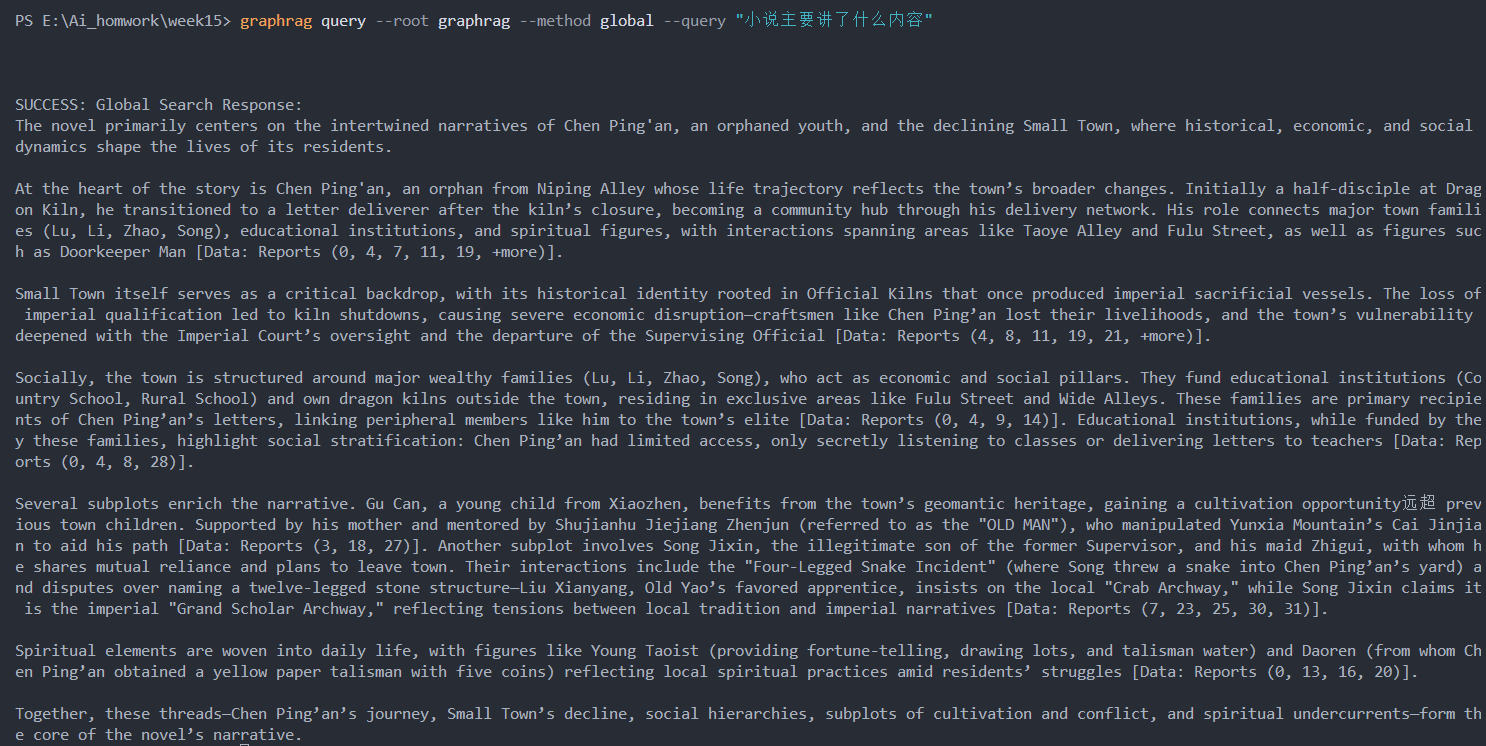 PS E:\Ai_homwork\week15> graphrag query --root graphrag --method global --query "小说主要讲了什么内容"
SUCCESS: Global Search Response:
The novel primarily centers on the intertwined narratives of Chen Ping'an, an orphaned youth, and the declining Small Town, where historical, economic, and social
dynamics shape the lives of its residents.
At the heart of the story is Chen Ping'an, an orphan from Niping Alley whose life trajectory reflects the town's broader changes. Initially a half-disciple at Drag
on Kiln, he transitioned to a letter deliverer after the kiln's closure, becoming a community hub through his delivery network. His role connects major town famili
es (Lu, Li, Zhao, Song), educational institutions, and spiritual figures, with interactions spanning areas like Taoye Alley and Fulu Street, as well as figures suc
h as Doorkeeper Man [Data: Reports (0, 4, 7, 11, 19, +more)].
Small Town itself serves as a critical backdrop, with its historical identity rooted in Official Kilns that once produced imperial sacrificial vessels. The loss of
 imperial qualification led to kiln shutdowns, causing severe economic disruption—craftsmen like Chen Ping'an lost their livelihoods, and the town's vulnerability
deepened with the Imperial Court's oversight and the departure of the Supervising Official [Data: Reports (4, 8, 11, 19, 21, +more)].
Socially, the town is structured around major wealthy families (Lu, Li, Zhao, Song), who act as economic and social pillars. They fund educational institutions (Co
untry School, Rural School) and own dragon kilns outside the town, residing in exclusive areas like Fulu Street and Wide Alleys. These families are primary recipie
nts of Chen Ping'an's letters, linking peripheral members like him to the town's elite [Data: Reports (0, 4, 9, 14)]. Educational institutions, while funded by the
y these families, highlight social stratification: Chen Ping'an had limited access, only secretly listening to classes or delivering letters to teachers [Data: Rep
orts (0, 4, 8, 28)].
Several subplots enrich the narrative. Gu Can, a young child from Xiaozhen, benefits from the town's geomantic heritage, gaining a cultivation opportunity远超 prev
ious town children. Supported by his mother and mentored by Shujianhu Jiejiang Zhenjun (referred to as the "OLD MAN"), who manipulated Yunxia Mountain's Cai Jinjia
n to aid his path [Data: Reports (3, 18, 27)]. Another subplot involves Song Jixin, the illegitimate son of the former Supervisor, and his maid Zhigui, with whom h
e shares mutual reliance and plans to leave town. Their interactions include the "Four-Legged Snake Incident" (where Song threw a snake into Chen Ping'an's yard) a
nd disputes over naming a twelve-legged stone structure—Liu Xianyang, Old Yao's favored apprentice, insists on the local "Crab Archway," while Song Jixin claims it
 is the imperial "Grand Scholar Archway," reflecting tensions between local tradition and imperial narratives [Data: Reports (7, 23, 25, 30, 31)].
Spiritual elements are woven into daily life, with figures like Young Taoist (providing fortune-telling, drawing lots, and talisman water) and Daoren (from whom Ch
en Ping'an obtained a yellow paper talisman with five coins) reflecting local spiritual practices amid residents' struggles [Data: Reports (0, 13, 16, 20)].
Together, these threads—Chen Ping'an's journey, Small Town's decline, social hierarchies, subplots of cultivation and conflict, and spiritual undercurrents—form th
e core of the novel's narrative.